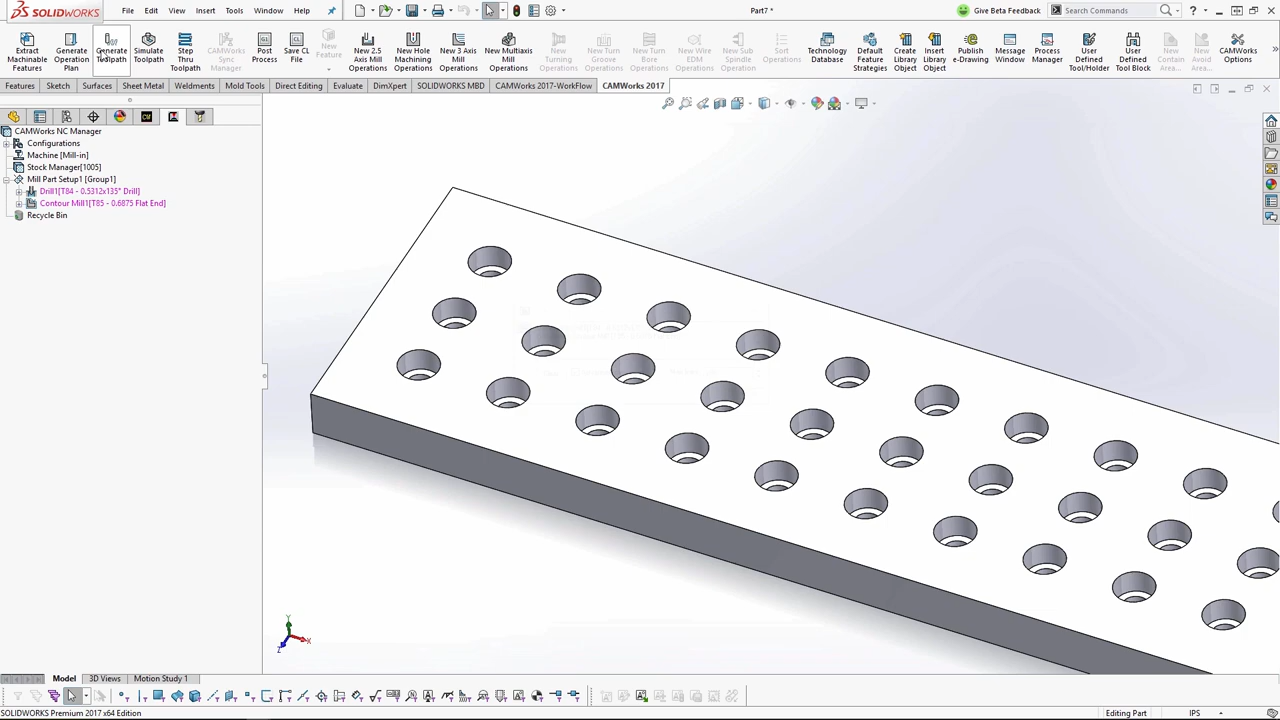 SOLIDWORKS
File Edit View Insert Tools Window Help
Part7 *
Give Beta Feedback
Search Commands
Extract Machinable Features
Generate Operation Plan
Generate Toolpath
Simulate Toolpath
Step Thru Toolpath
CAMWorks Sync Manager
Post Process
Save CL File
New Feature
New 2.5 Axis Mill Operations
New Hole Machining Operations
New 3 Axis Mill Operations
New Multiaxis Mill Operations
New Turning Operations
New Turn Groove Operations
New Turn Bore Operations
New Wire EDM Operations
New Sub Spindle Operation
Sort Operations
Technology Database
Default Feature Strategies
Create Library Object
Insert Library Object
Publish e-Drawing
Message Window
Process Manager
User Defined Tool/Holder
User Defined Tool Block
New Contain Area...
New Avoid Area...
CAMWorks Options
Features Sketch Surfaces Sheet Metal Weldments Mold Tools Direct Editing Evaluate DimXpert SOLIDWORKS MBD CAMWorks 2017-WorkFlow CAMWorks 2017
CAMWorks NC Manager
Configurations
Machine [Mill-in]
Stock Manager[1005]
Mill Part Setup1 [Group1]
Drill1[T84 - 0.5312x135° Drill]
Contour Mill1[T85 - 0.6875 Flat End]
Recycle Bin
Y
X
Z
Model 3D Views Motion Study 1
SOLIDWORKS Premium 2017 x64 Edition
Editing Part
IPS